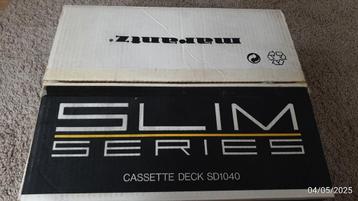 marantz
SLIM
SERIES
CASSETTE DECK SD1040
04/05/2025